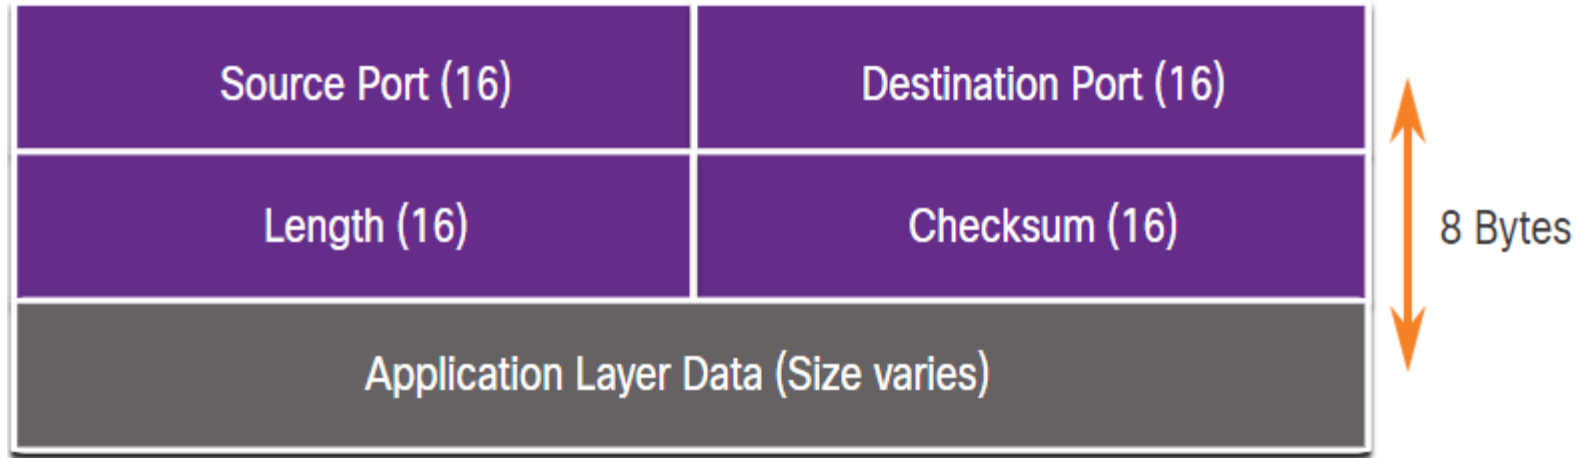 Source Port (16) Destination Port (16)
Length (16) Checksum (16)
8 Bytes
Application Layer Data (Size varies)